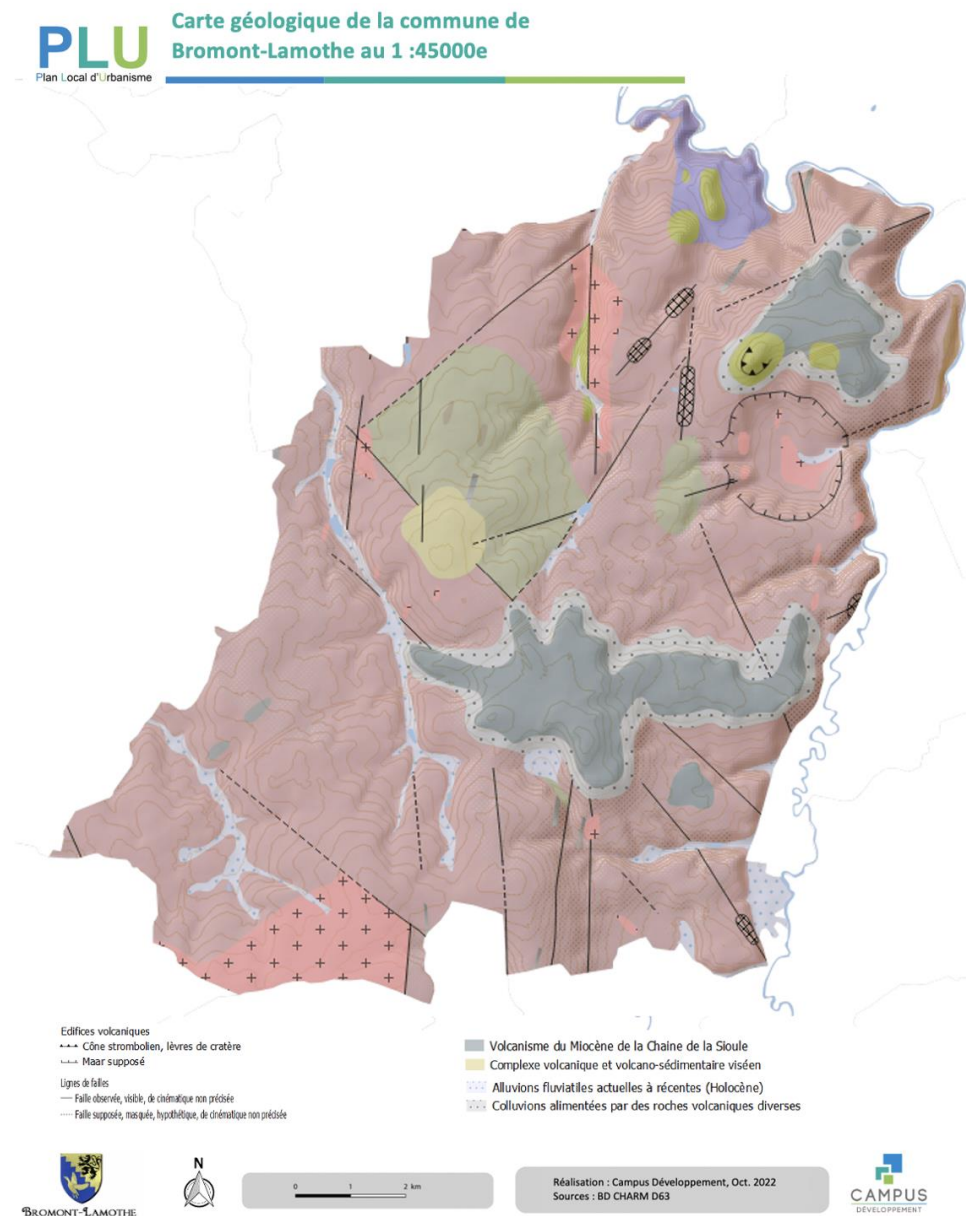 PLU
Plan Local d'Urbanisme
Carte géologique de la commune de
Bromont-Lamothe au 1 :45000e
Edifices volcaniques
Cône strombolien, lèvres de cratère
Maar supposé
Lignes de failles
Faille observée, visible, de cinématique non précisée
Faille supposée, masquée, hypothétique, de cinématique non précisée
Volcanisme du Miocène de la Chaine de la Sioule
Complexe volcanique et volcano-sédimentaire viséen
Alluvions fluviatiles actuelles à récentes (Holocène)
Colluvions alimentées par des roches volcaniques diverses
BROMONT-LAMOTHE
N
0 1 2 km
Réalisation : Campus Développement, Oct. 2022
Sources : BD CHARM D63
CAMPUS
DÉVELOPPEMENT